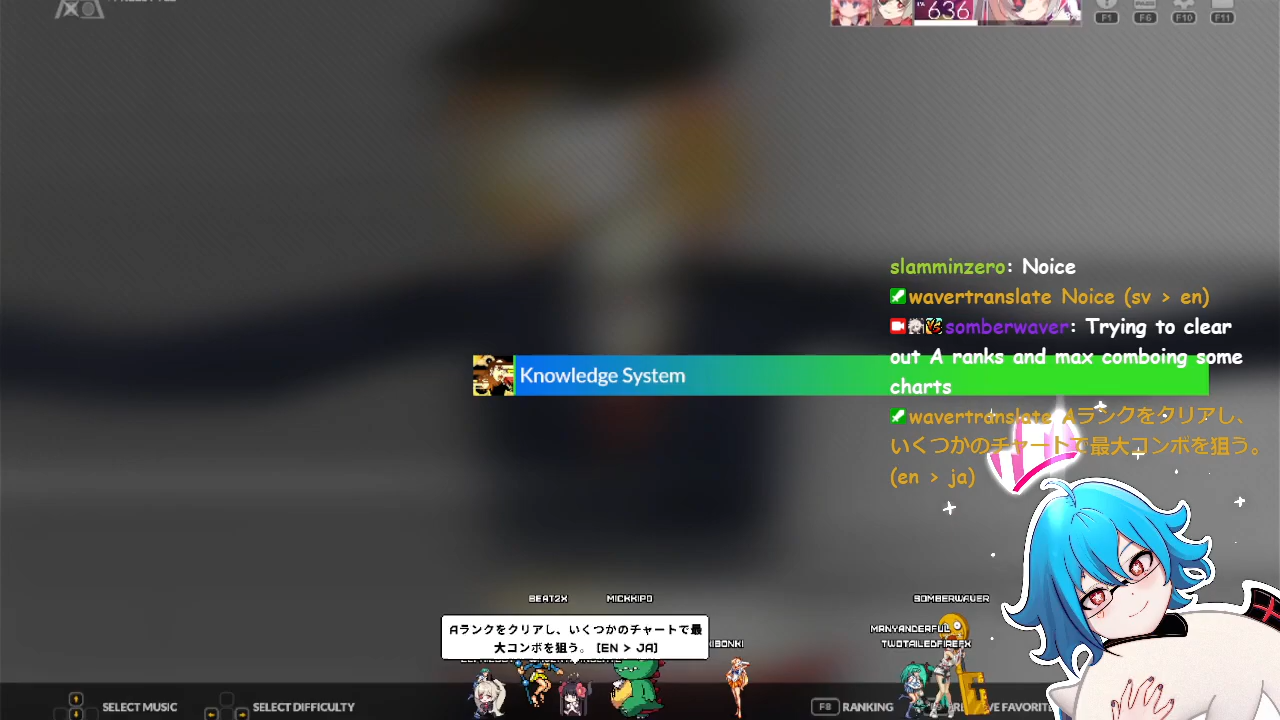 636
F1 F6 F10 F11
slamminzero: Noice
wavertranslate Noice (sv > en)
somberwaver: Trying to clear
out A ranks and max comboing some
charts
Knowledge System
wavertranslate Aランクをクリアし、
いくつかのチャートで最大コンボを狙う。
(en > ja)
BEAT2X
MICKKIPO
SOMBERWAVER
Aランクをクリアし、いくつかのチャートで最
大コンボを狙う。 [EN > JA]
MANYANDERFUL
TWOTAILEDFIREFX
SELECT MUSIC
SELECT DIFFICULTY
F8 RANKING